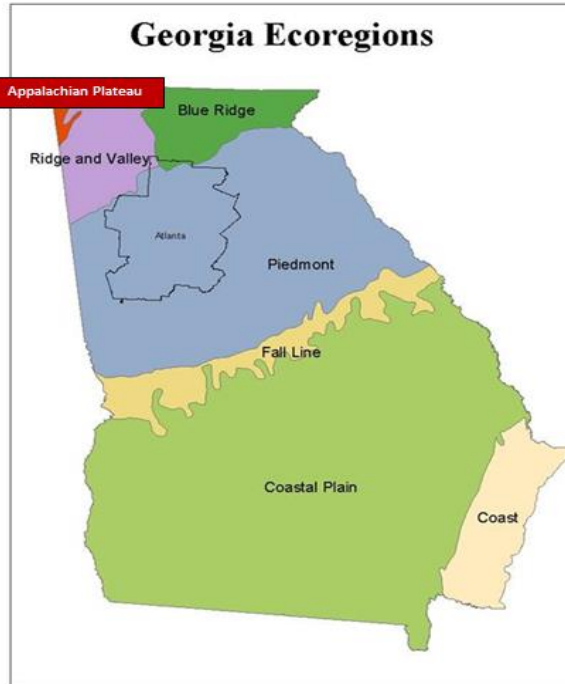 Georgia Ecoregions
Appalachian Plateau
Blue Ridge
Ridge and Valley
Atlanta
Piedmont
Fall Line
Coastal Plain
Coast